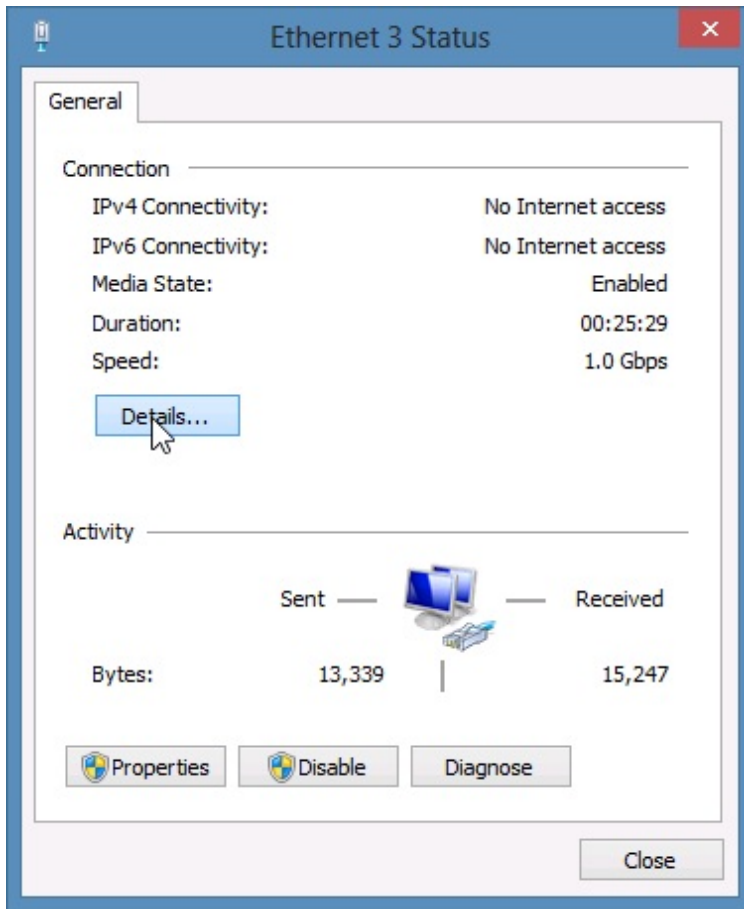 Ethernet 3 Status
General
Connection
IPv4 Connectivity: No Internet access
IPv6 Connectivity: No Internet access
Media State: Enabled
Duration: 00:25:29
Speed: 1.0 Gbps
Details...
Activity
Sent Received
Bytes: 13,339 15,247
Properties Disable Diagnose
Close